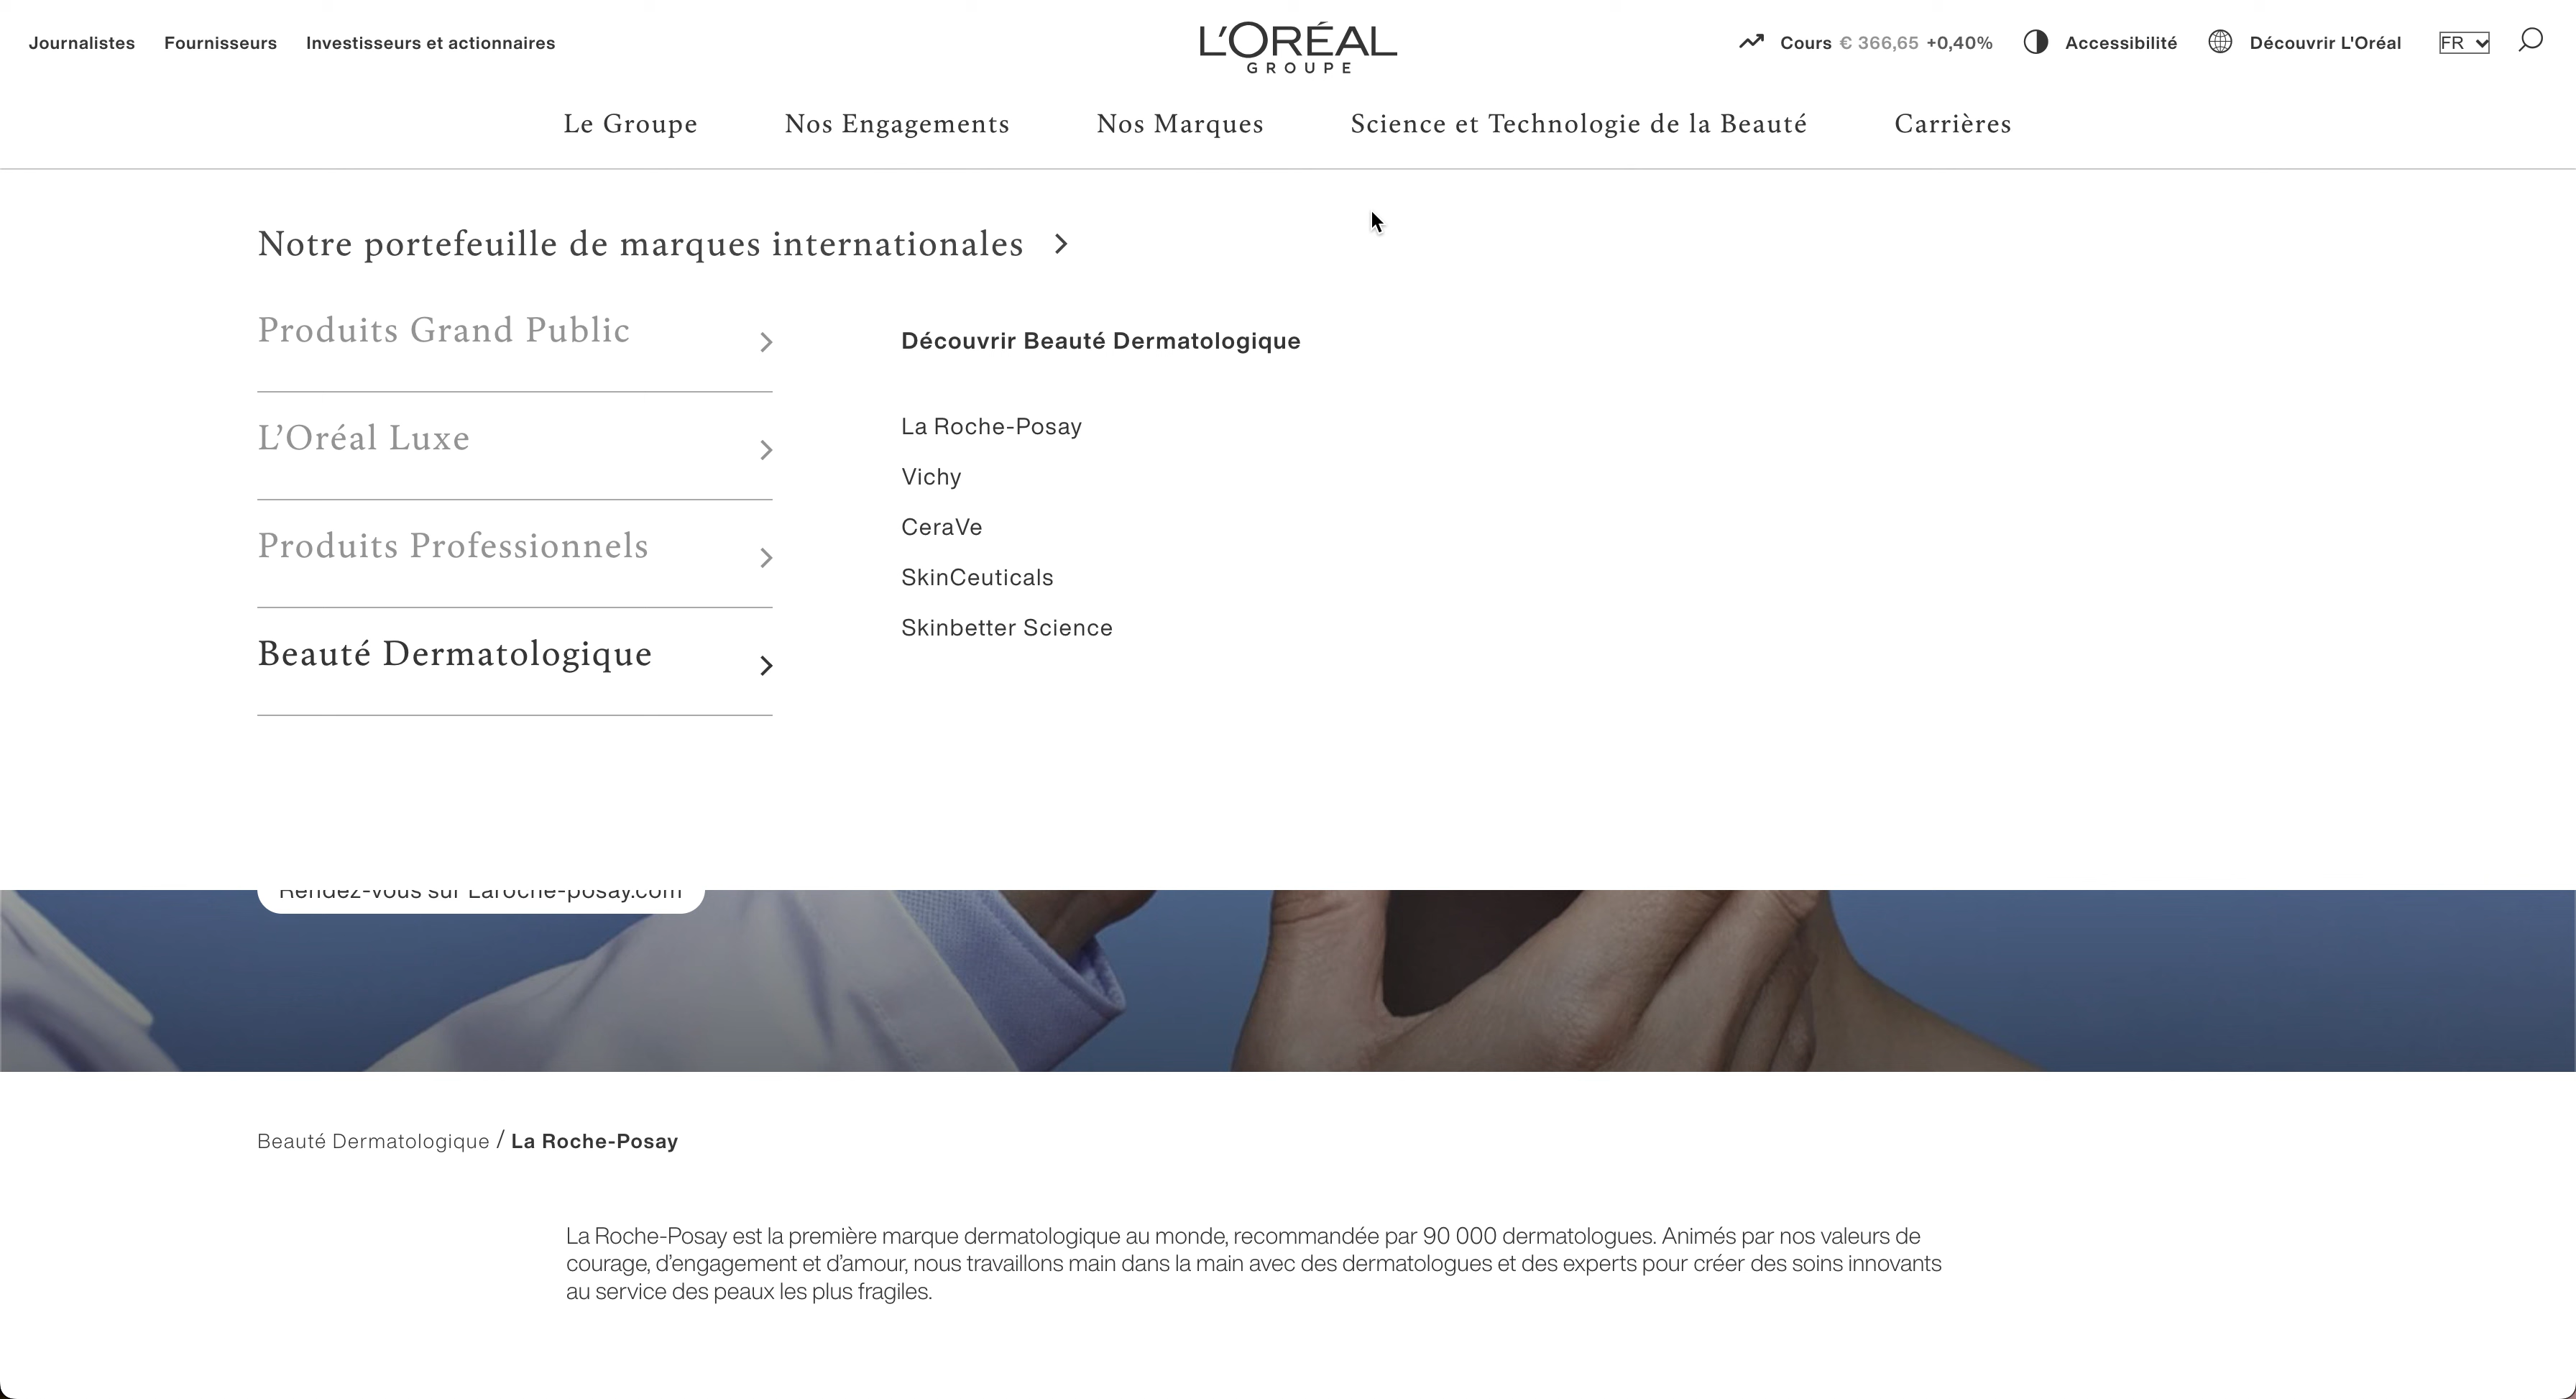 Journalistes
Fournisseurs
Investisseurs et actionnaires
L'ORÉAL
GROUPE
Cours € 366,65 +0,40%
Accessibilité
Découvrir L'Oréal
FR
Le Groupe
Nos Engagements
Nos Marques
Science et Technologie de la Beauté
Carrières
Notre portefeuille de marques internationales
Produits Grand Public
L’Oréal Luxe
Produits Professionnels
Beauté Dermatologique
Découvrir Beauté Dermatologique
La Roche-Posay
Vichy
CeraVe
SkinCeuticals
Skinbetter Science
Rendez-vous sur Laroche-posay.com
Beauté Dermatologique / La Roche-Posay
La Roche-Posay est la première marque dermatologique au monde, recommandée par 90 000 dermatologues. Animés par nos valeurs de
courage, d’engagement et d’amour, nous travaillons main dans la main avec des dermatologues et des experts pour créer des soins innovants
au service des peaux les plus fragiles.